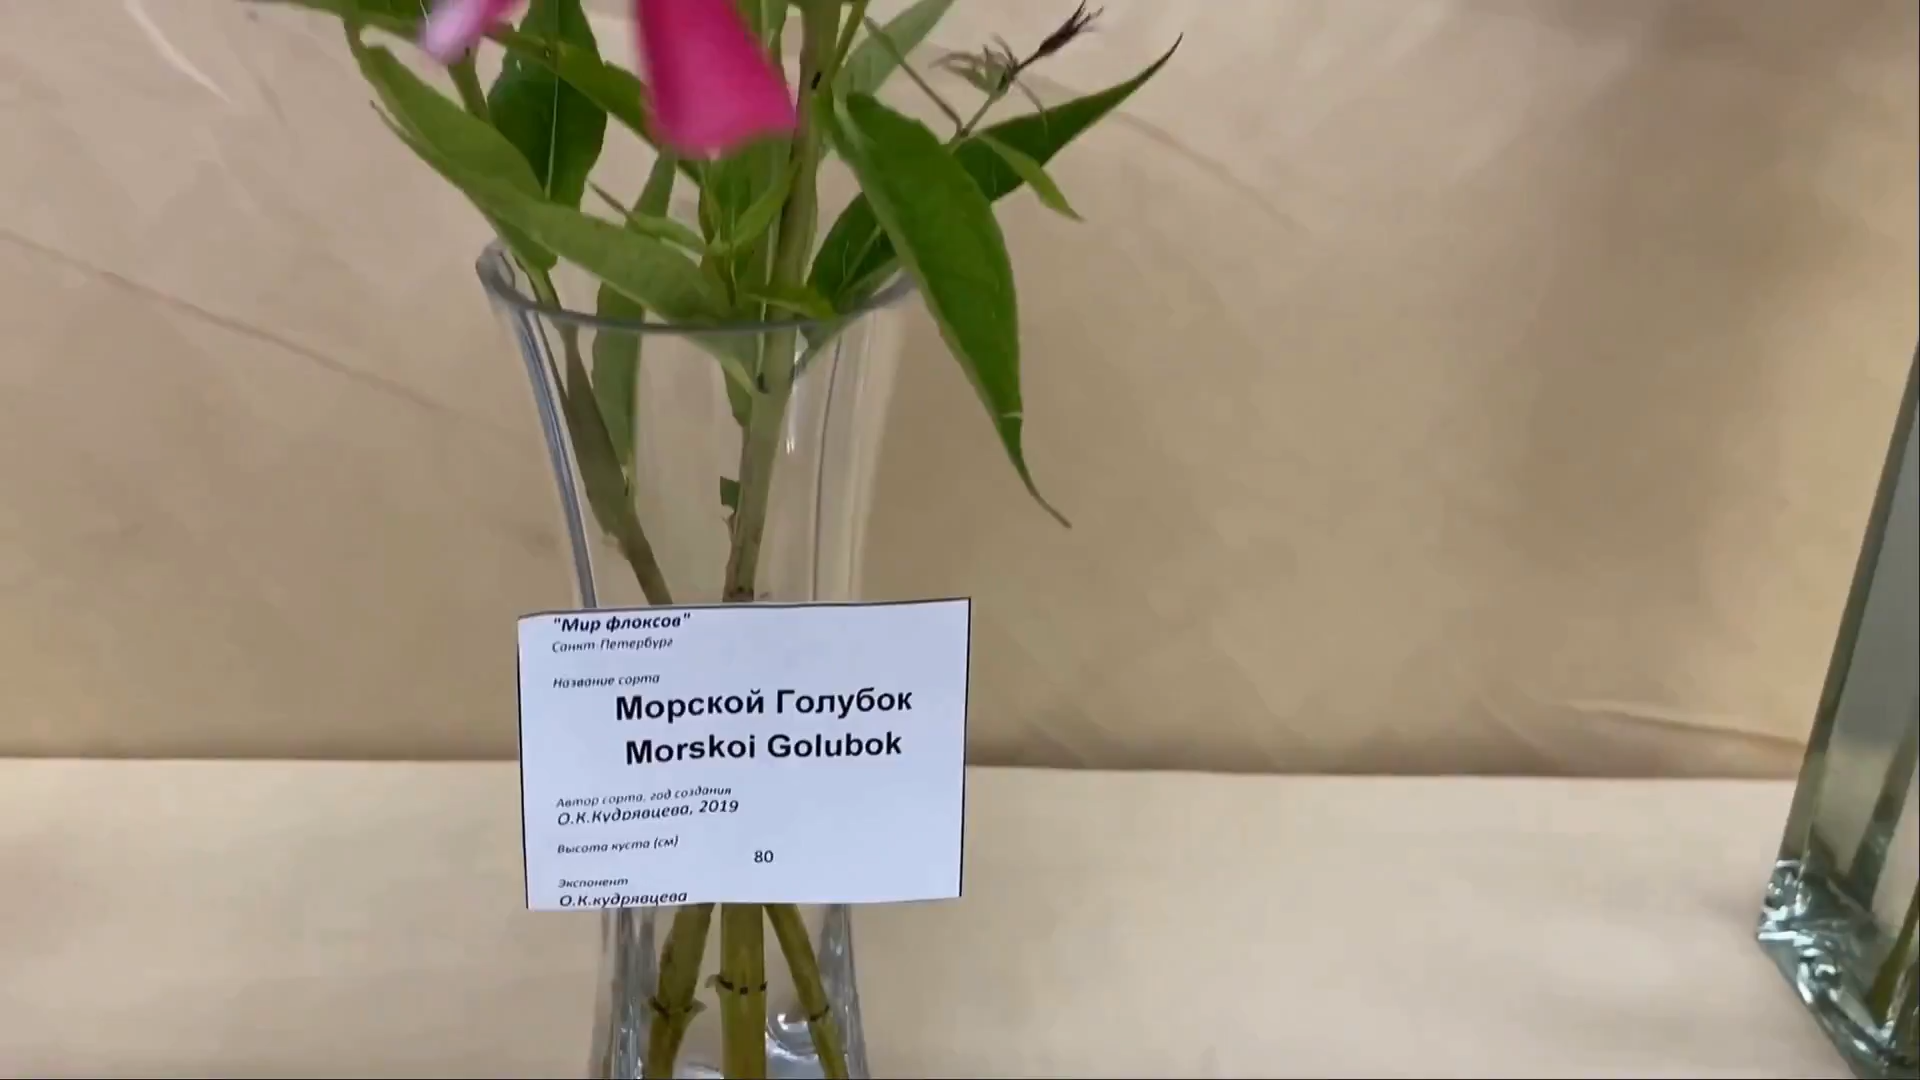 "Мир флоксов"
Санкт-Петербург
Название сорта
Морской Голубок
Morskoi Golubok
Автор сорта, год создания
О.К.Кудрявцева, 2019
Высота куста (см)
80
Экспонент
О.К.кудрявцева